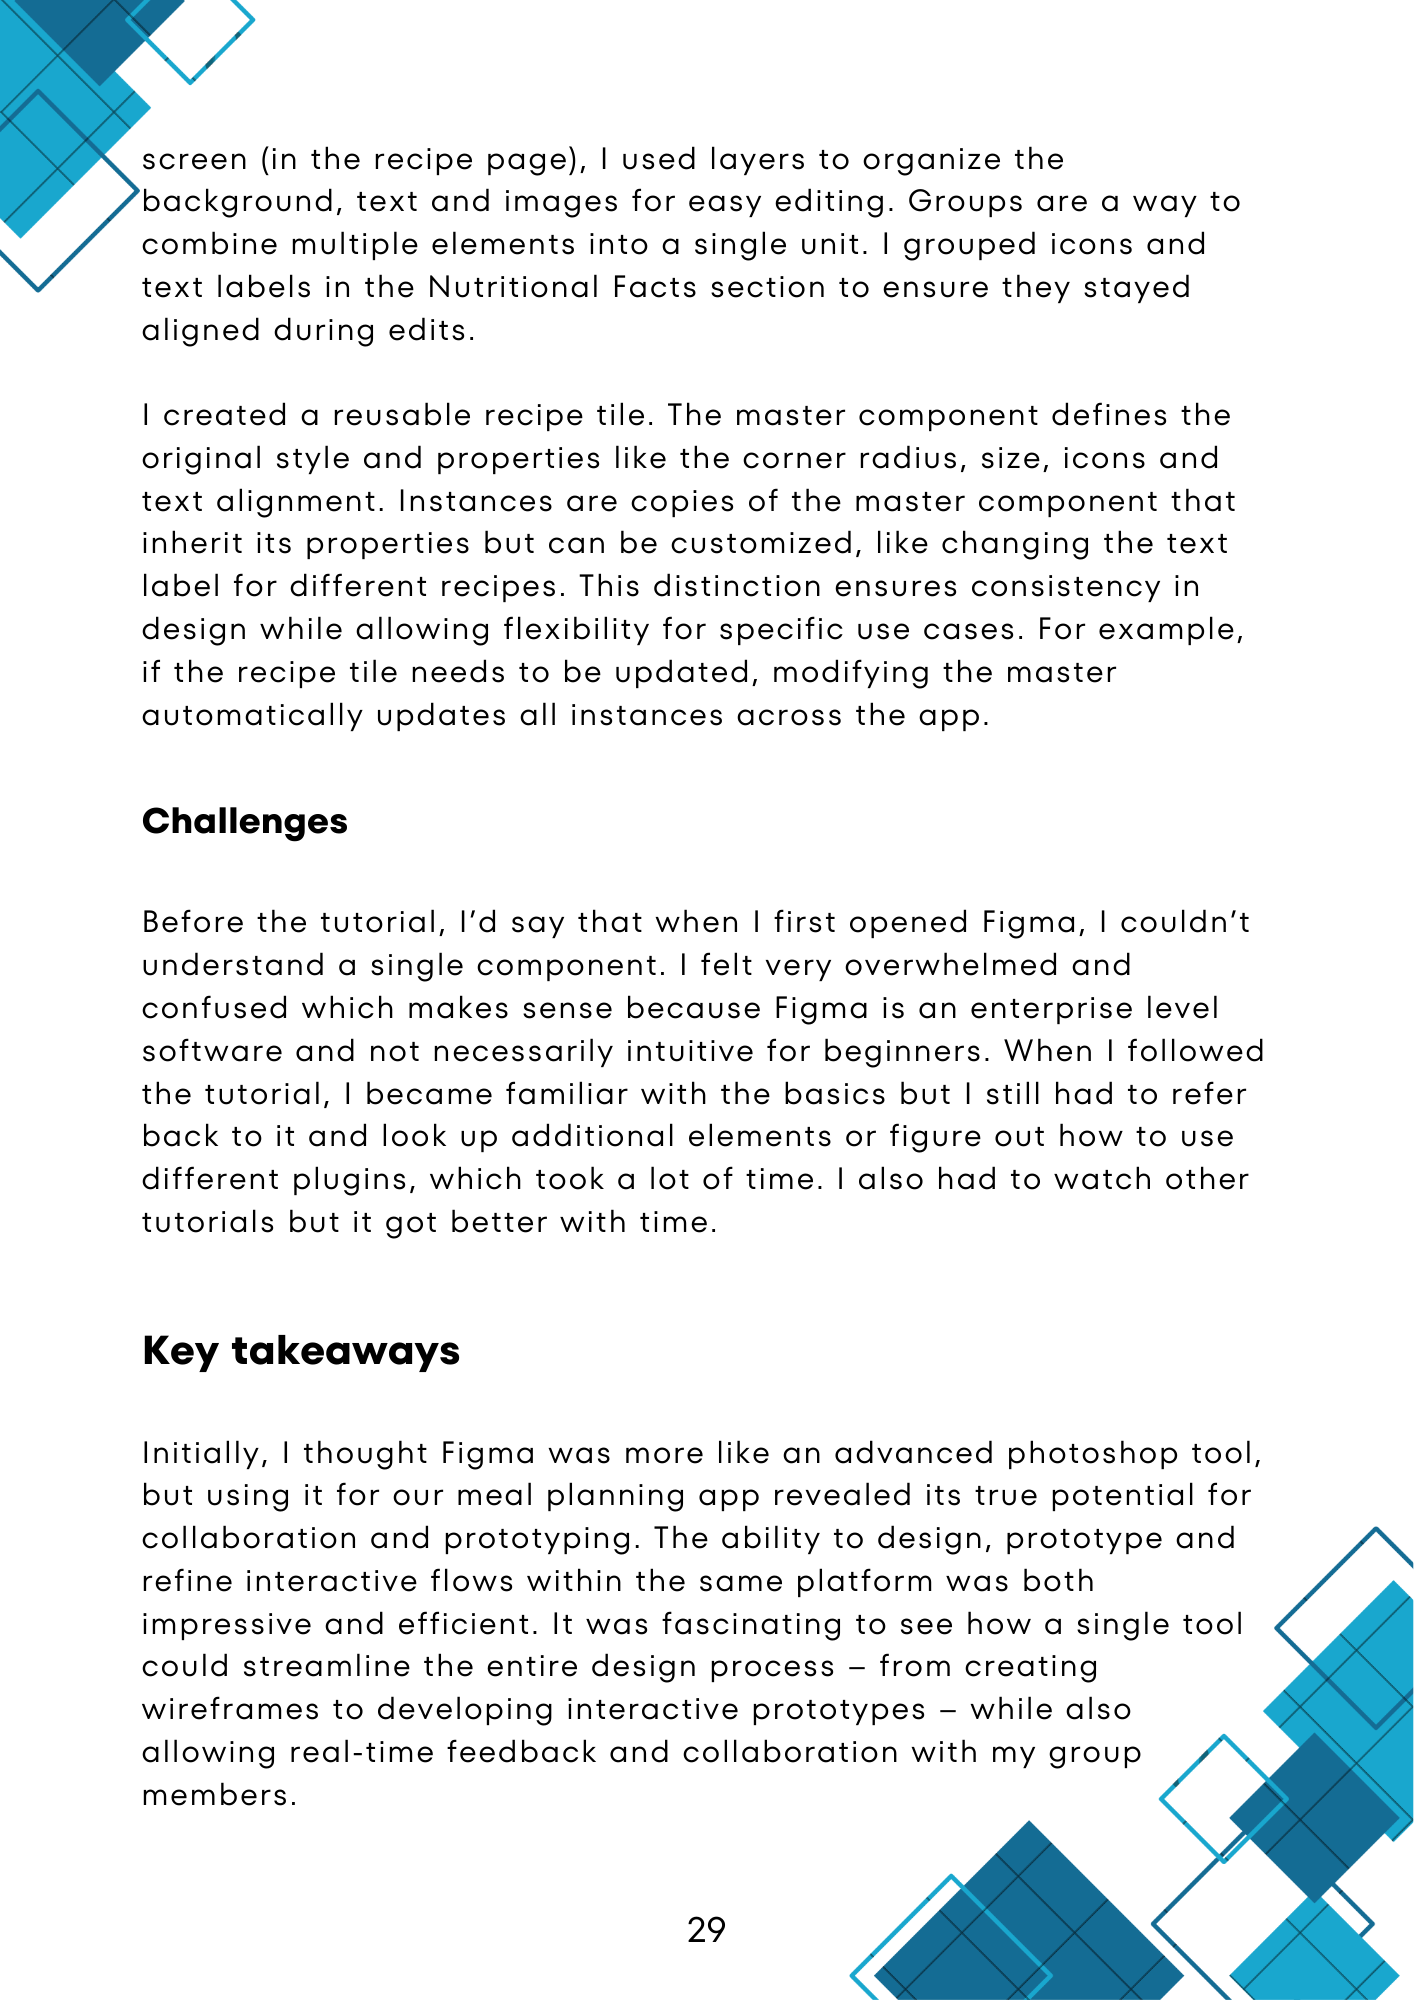 screen (in the recipe page), I used layers to organize the
background, text and images for easy editing. Groups are a way to
combine multiple elements into a single unit. I grouped icons and
text labels in the Nutritional Facts section to ensure they stayed
aligned during edits.
I created a reusable recipe tile. The master component defines the
original style and properties like the corner radius, size, icons and
text alignment. Instances are copies of the master component that
inherit its properties but can be customized, like changing the text
label for different recipes. This distinction ensures consistency in
design while allowing flexibility for specific use cases. For example,
if the recipe tile needs to be updated, modifying the master
automatically updates all instances across the app.
Challenges
Before the tutorial, I’d say that when I first opened Figma, I couldn’t
understand a single component. I felt very overwhelmed and
confused which makes sense because Figma is an enterprise level
software and not necessarily intuitive for beginners. When I followed
the tutorial, I became familiar with the basics but I still had to refer
back to it and look up additional elements or figure out how to use
different plugins, which took a lot of time. I also had to watch other
tutorials but it got better with time.
Key takeaways
Initially, I thought Figma was more like an advanced photoshop tool,
but using it for our meal planning app revealed its true potential for
collaboration and prototyping. The ability to design, prototype and
refine interactive flows within the same platform was both
impressive and efficient. It was fascinating to see how a single tool
could streamline the entire design process – from creating
wireframes to developing interactive prototypes – while also
allowing real-time feedback and collaboration with my group
members.
29